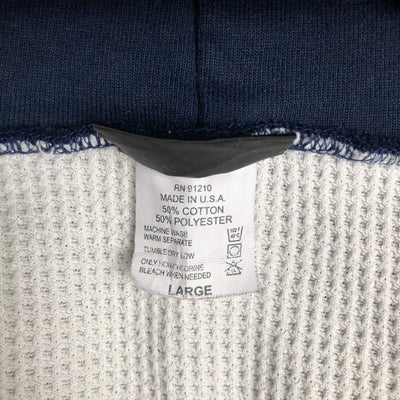 RN 91210
MADE IN U.S.A.
50% COTTON
50% POLYESTER
MACHINE WASH
WARM SEPARATE
TUMBLE DRY LOW
ONLY NON-CHLORINE
BLEACH WHEN NEEDED
LARGE